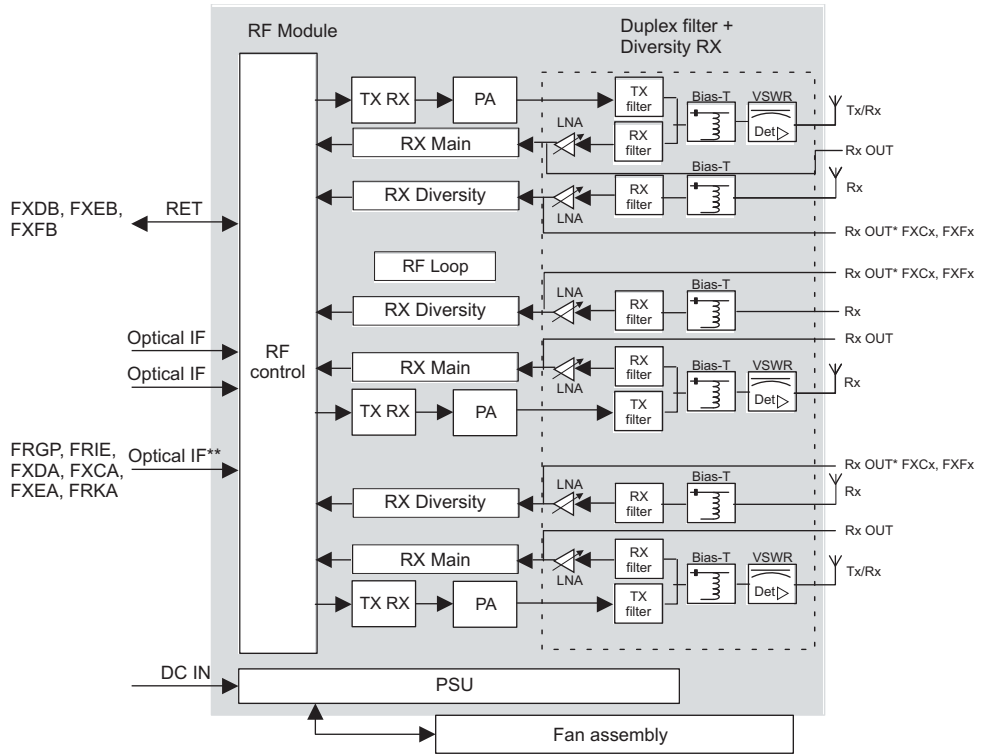 RF Module
Duplex filter +
Diversity RX
TX RX
PA
TX
filter
Bias-T
VSWR
Det
Tx/Rx
LNA
RX Main
RX
filter
Rx OUT
Bias-T
RX Diversity
LNA
RX
filter
Rx
FXDB, FXEB,
FXFB
RET
Rx OUT* FXCx, FXFx
RF Loop
Rx OUT* FXCx, FXFx
LNA
Bias-T
RX Diversity
RX
filter
Rx
Optical IF
RF
control
Rx OUT
RX Main
LNA
RX
filter
Bias-T
VSWR
Det
Rx
Optical IF
TX RX
PA
TX
filter
FRGP, FRIE,
FXDA, FXCA,
FXEA, FRKA
Optical IF**
Rx OUT* FXCx, FXFx
LNA
Bias-T
RX Diversity
RX
filter
Rx
Rx OUT
RX Main
LNA
RX
filter
Bias-T
VSWR
Det
Tx/Rx
TX RX
PA
TX
filter
DC IN
PSU
Fan assembly